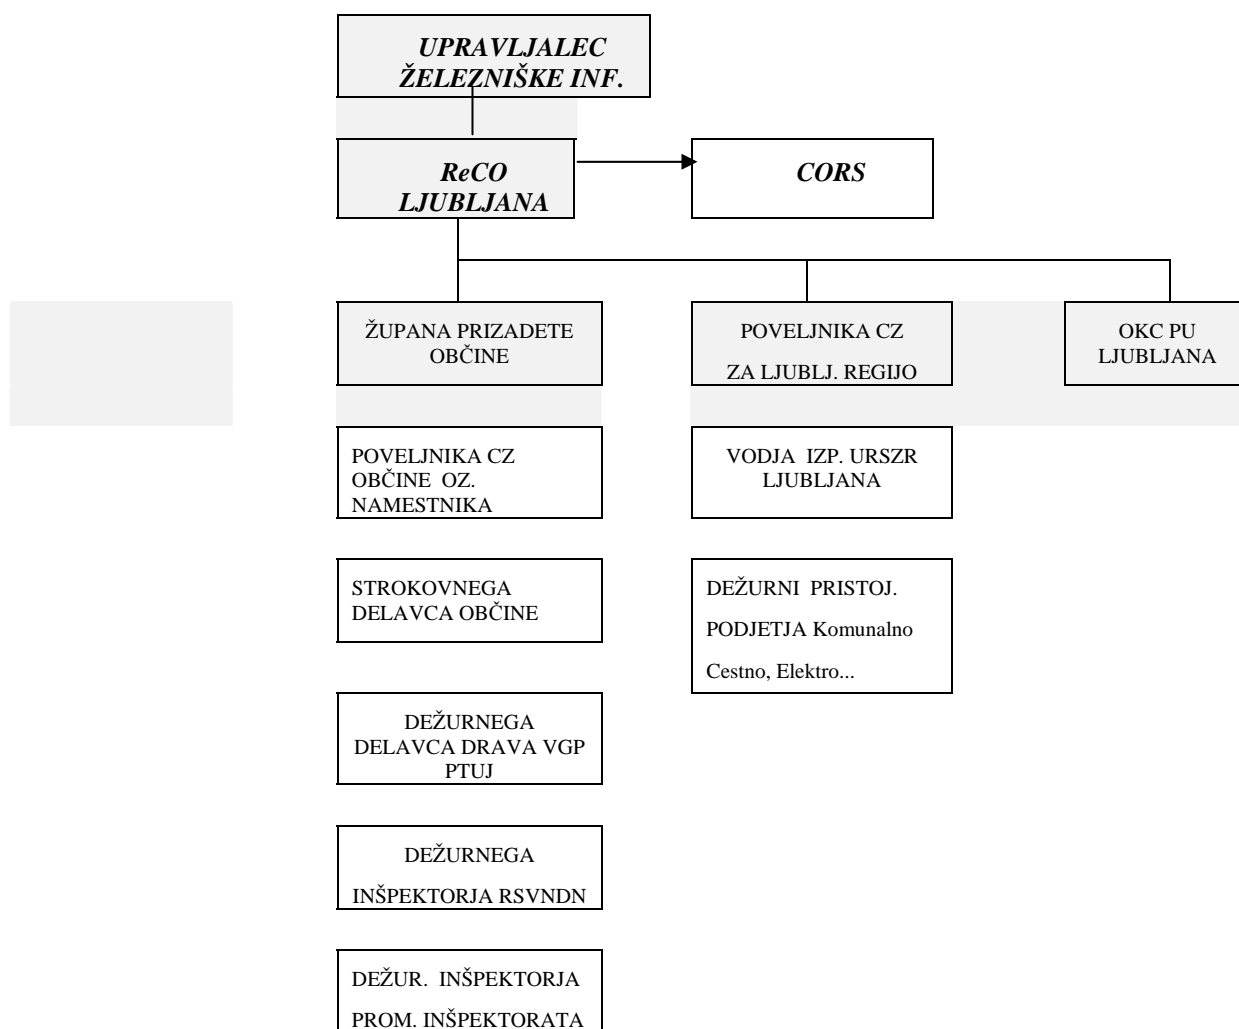 UPRAVLJALEC
ŽELEZNIŠKE INF.
ReCO
LJUBLJANA
CORS
ŽUPANA PRIZADETE
OBČINE
POVELJNIKA CZ
ZA LJUBLJ. REGIJO
OKC PU
LJUBLJANA
POVELJNIKA CZ
OBČINE OZ.
NAMESTNIKA
VODJA IZP. URSZR
LJUBLJANA
STROKOVNEGA
DELAVCA OBČINE
DEŽURNI PRISTOJ.
PODJETJA Komunalno
Cestno, Elektro...
DEŽURNEGA
DELAVCA DRAVA VGP
PTUJ
DEŽURNEGA
INŠPEKTORJA RSVNDN
DEŽUR. INŠPEKTORJA
PROM. INŠPEKTORATA